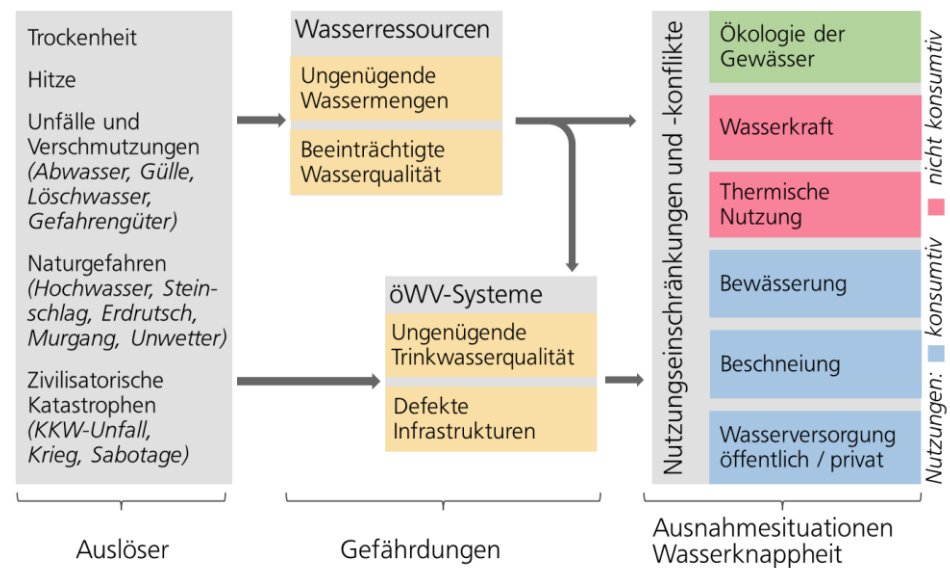 Trockenheit
Hitze
Unfälle und
Verschmutzungen
(Abwasser, Gülle,
Löschwasser,
Gefahrengüter)
Naturgefahren
(Hochwasser, Stein-
schlag, Erdrutsch,
Murgang, Unwetter)
Zivilisatorische
Katastrophen
(KKW-Unfall,
Krieg, Sabotage)
Auslöser
Wasserressourcen
Ungenügende
Wassermengen
Beeinträchtigte
Wasserqualität
öWV-Systeme
Ungenügende
Trinkwasserqualität
Defekte
Infrastrukturen
Gefährdungen
Nutzungseinschränkungen und -konflikte
Ökologie der
Gewässer
Wasserkraft
Thermische
Nutzung
Bewässerung
Beschneiung
Wasserversorgung
öffentlich / privat
Nutzungen: konsumtiv nicht konsumtiv
Ausnahmesituationen
Wasserknappheit